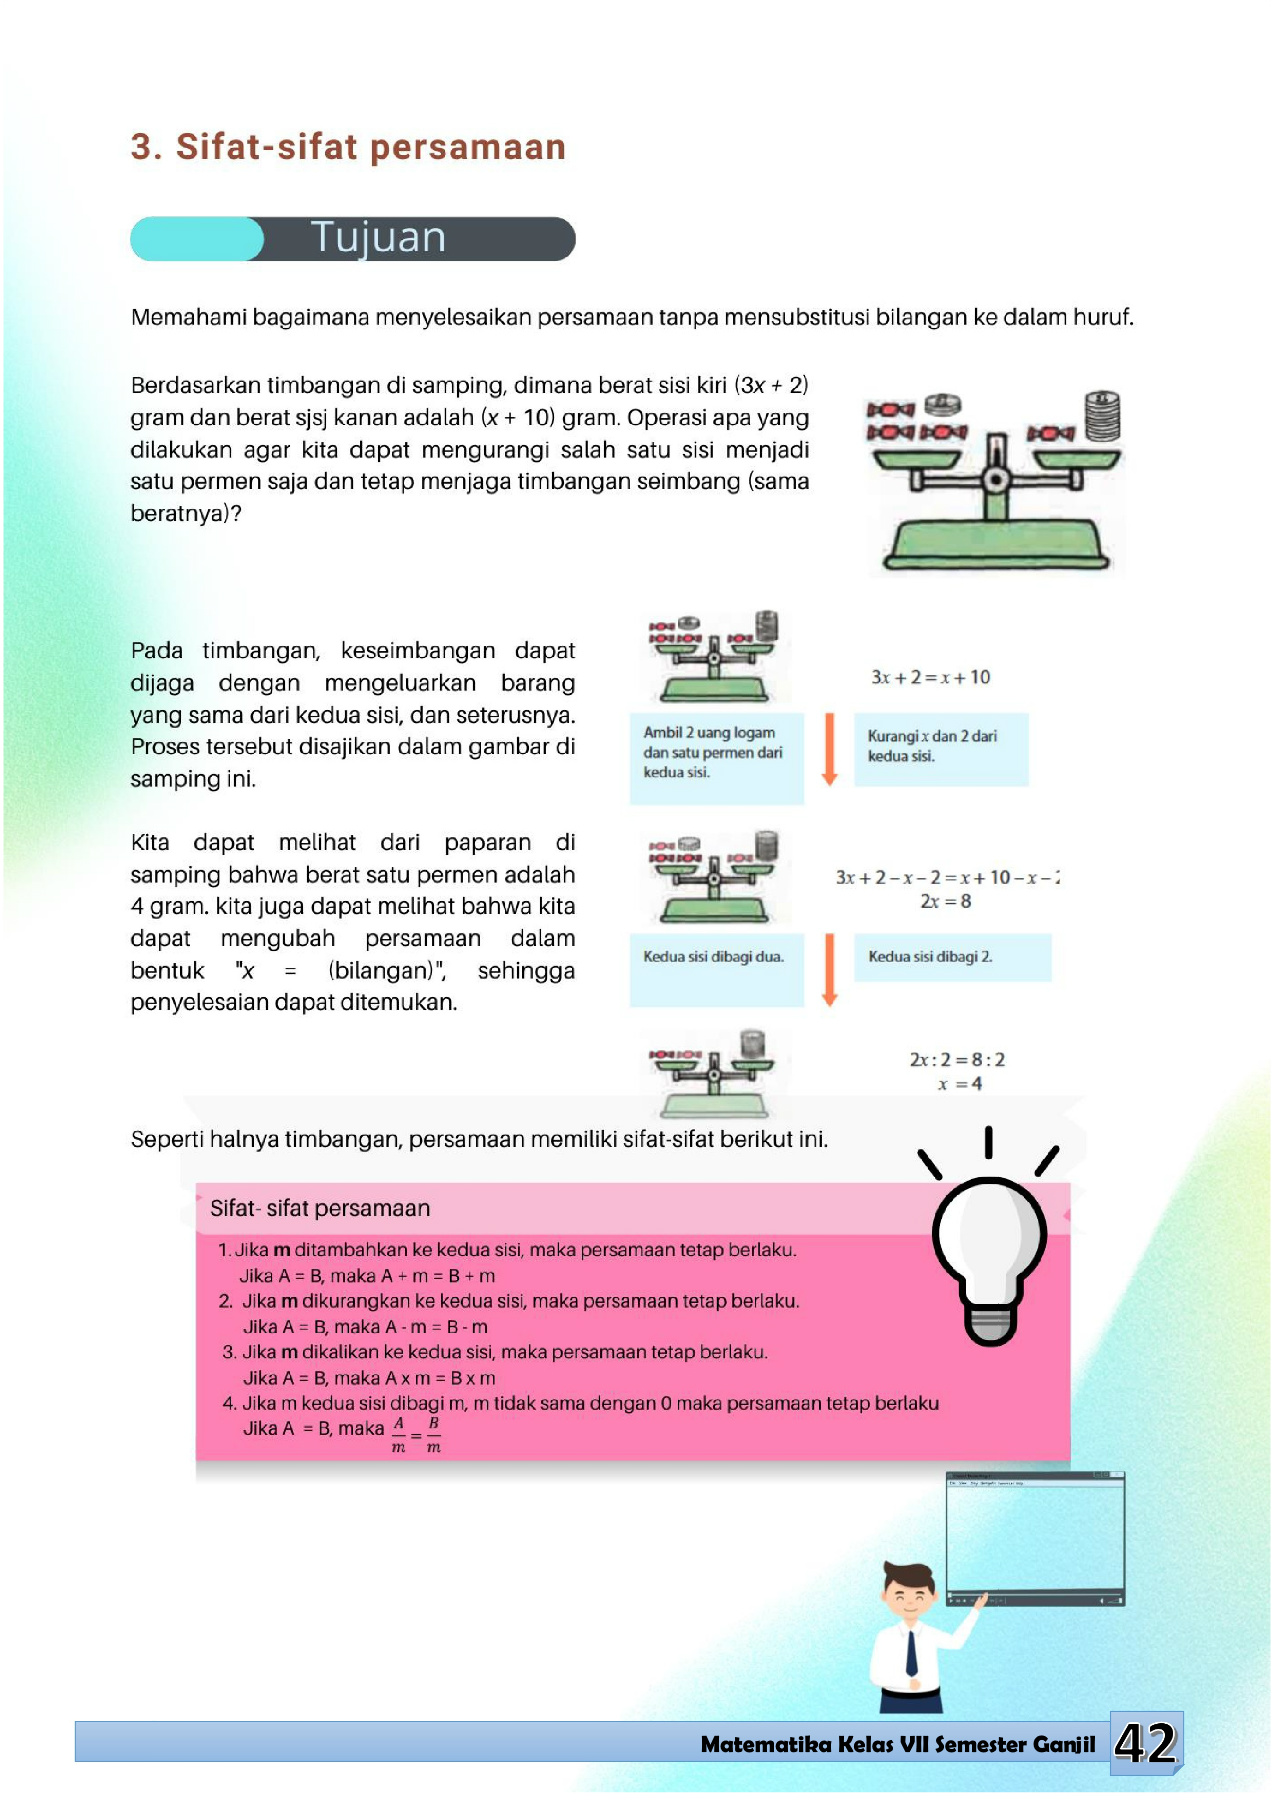 3. Sifat-sifat persamaan
Tujuan
Memahami bagaimana menyelesaikan persamaan tanpa mensubstitusi bilangan ke dalam huruf.
Berdasarkan timbangan di samping, dimana berat sisi kiri (3x + 2)
gram dan berat sjsj kanan adalah (x + 10) gram. Operasi apa yang
dilakukan agar kita dapat mengurangi salah satu sisi menjadi
satu permen saja dan tetap menjaga timbangan seimbang (sama
beratnya)?
Pada timbangan, keseimbangan dapat
dijaga dengan mengeluarkan barang
yang sama dari kedua sisi, dan seterusnya.
Proses tersebut disajikan dalam gambar di
samping ini.
Kita dapat melihat dari paparan di
samping bahwa berat satu permen adalah
4 gram. kita juga dapat melihat bahwa kita
dapat mengubah persamaan dalam
bentuk "x = (bilangan)", sehingga
penyelesaian dapat ditemukan.
3x + 2 = x + 10
Ambil 2 uang logam
dan satu permen dari
kedua sisi.
Kurangi x dan 2 dari
kedua sisi.
3x + 2 – x – 2 = x + 10 – x –
2x = 8
Kedua sisi dibagi dua.
Kedua sisi dibagi 2.
2x : 2 = 8 : 2
x = 4
Seperti halnya timbangan, persamaan memiliki sifat-sifat berikut ini.
Sifat- sifat persamaan
1. Jika m ditambahkan ke kedua sisi, maka persamaan tetap berlaku.
Jika A = B, maka A + m = B + m
2. Jika m dikurangkan ke kedua sisi, maka persamaan tetap berlaku.
Jika A = B, maka A - m = B - m
3. Jika m dikalikan ke kedua sisi, maka persamaan tetap berlaku.
Jika A = B, maka A x m = B x m
4. Jika m kedua sisi dibagi m, m tidak sama dengan 0 maka persamaan tetap berlaku
Jika A = B, maka A/m = B/m
Matematika Kelas VII Semester Ganjil 42